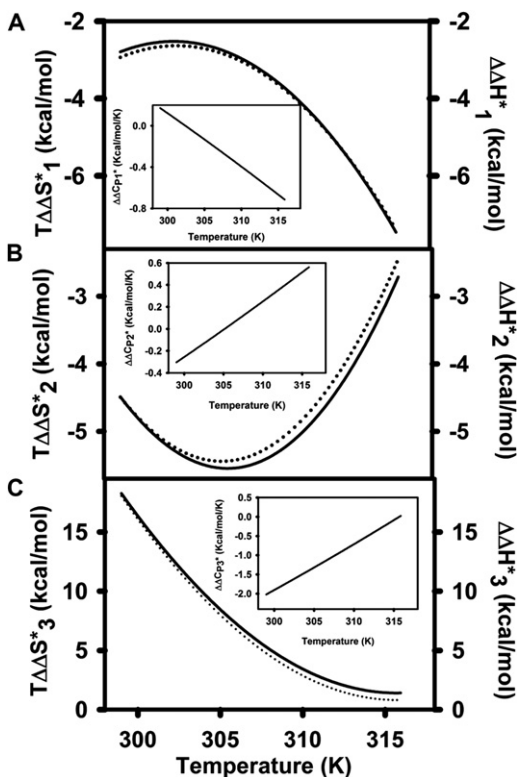 A
TΔΔS*1 (kcal/mol)
-2
-4
-6
-2
-4
-6
ΔΔH*1
(kcal/mol)
ΔΔCP1* (Kcal/mol/K)
0.0
-0.4
-0.8
300 305 310 315
Temperature (K)
B
TΔΔS*2 (kcal/mol)
-3
-4
-5
-3
-4
-5
ΔΔH*2 (kcal/mol)
ΔΔCP2* (Kcal/mol/K)
0.6
0.4
0.2
0.0
-0.2
-0.4
300 305 310 315
Temperature (K)
C
TΔΔS*3 (kcal/mol)
15
10
5
0
15
10
5
0
ΔΔH*3 (kcal/mol)
ΔΔCP3* (Kcal/mol/K)
0.5
0.0
-0.5
-1.0
-1.5
-2.0
300 305 310 315
Temperature (K)
300 305 310 315
Temperature (K)